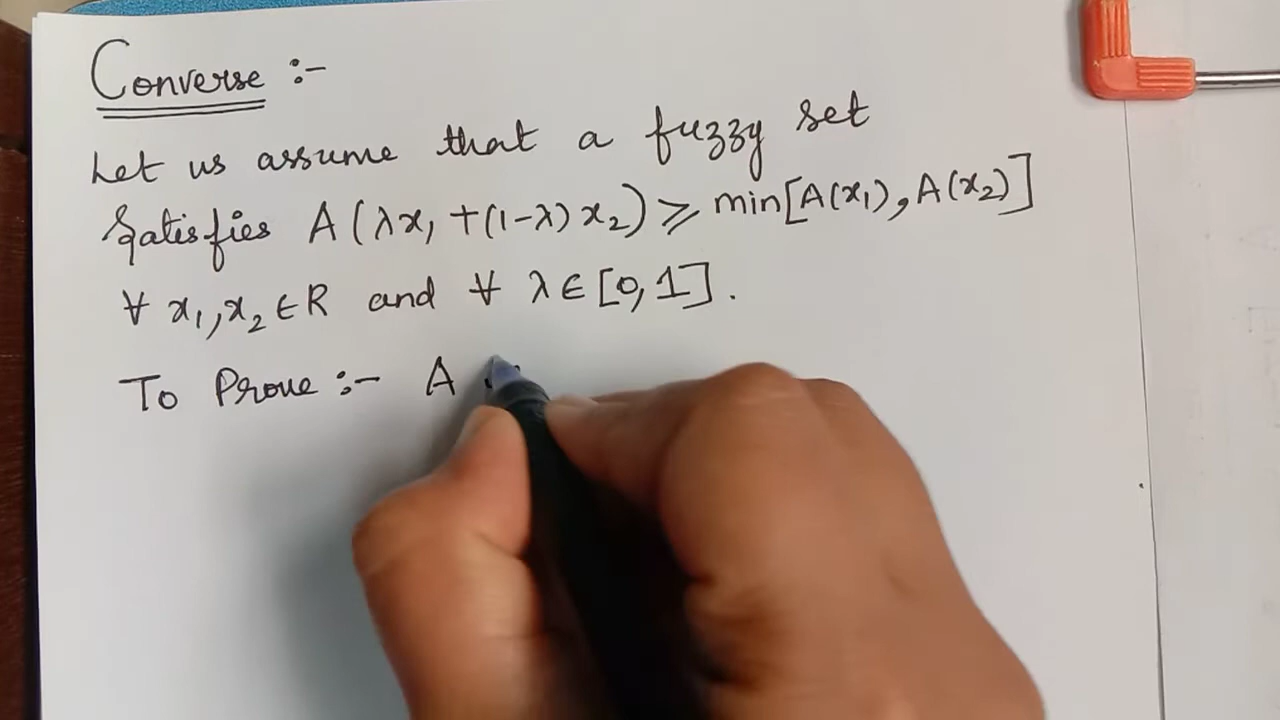 Converse :-
Let us assume that a fuzzy set
Satisfies A(λx₁ + (1-λ) x₂) ⩾ min[A(x₁), A(x₂)]
∀ x₁, x₂ ∈ R and ∀ λ ∈ [0, 1].
To Prove :- A